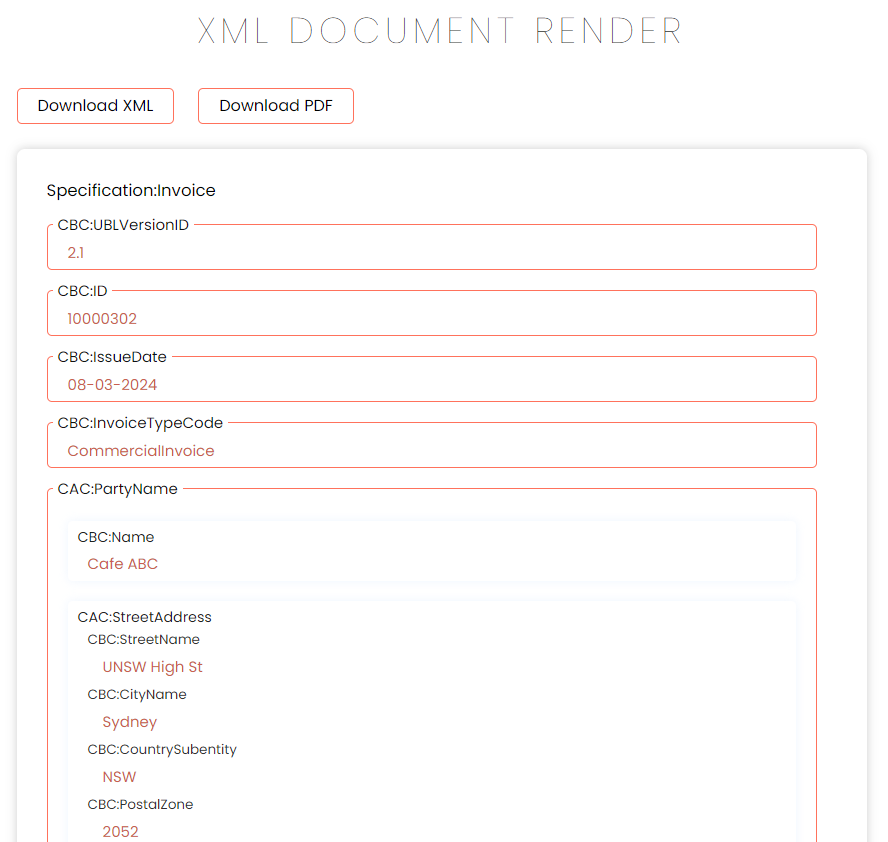 XML DOCUMENT RENDER
Download XML
Download PDF
Specification:Invoice
CBC:UBLVersionID
2.1
CBC:ID
10000302
CBC:IssueDate
08-03-2024
CBC:InvoiceTypeCode
CommercialInvoice
CAC:PartyName
CBC:Name
Cafe ABC
CAC:StreetAddress
CBC:StreetName
UNSW High St
CBC:CityName
Sydney
CBC:CountrySubentity
NSW
CBC:PostalZone
2052